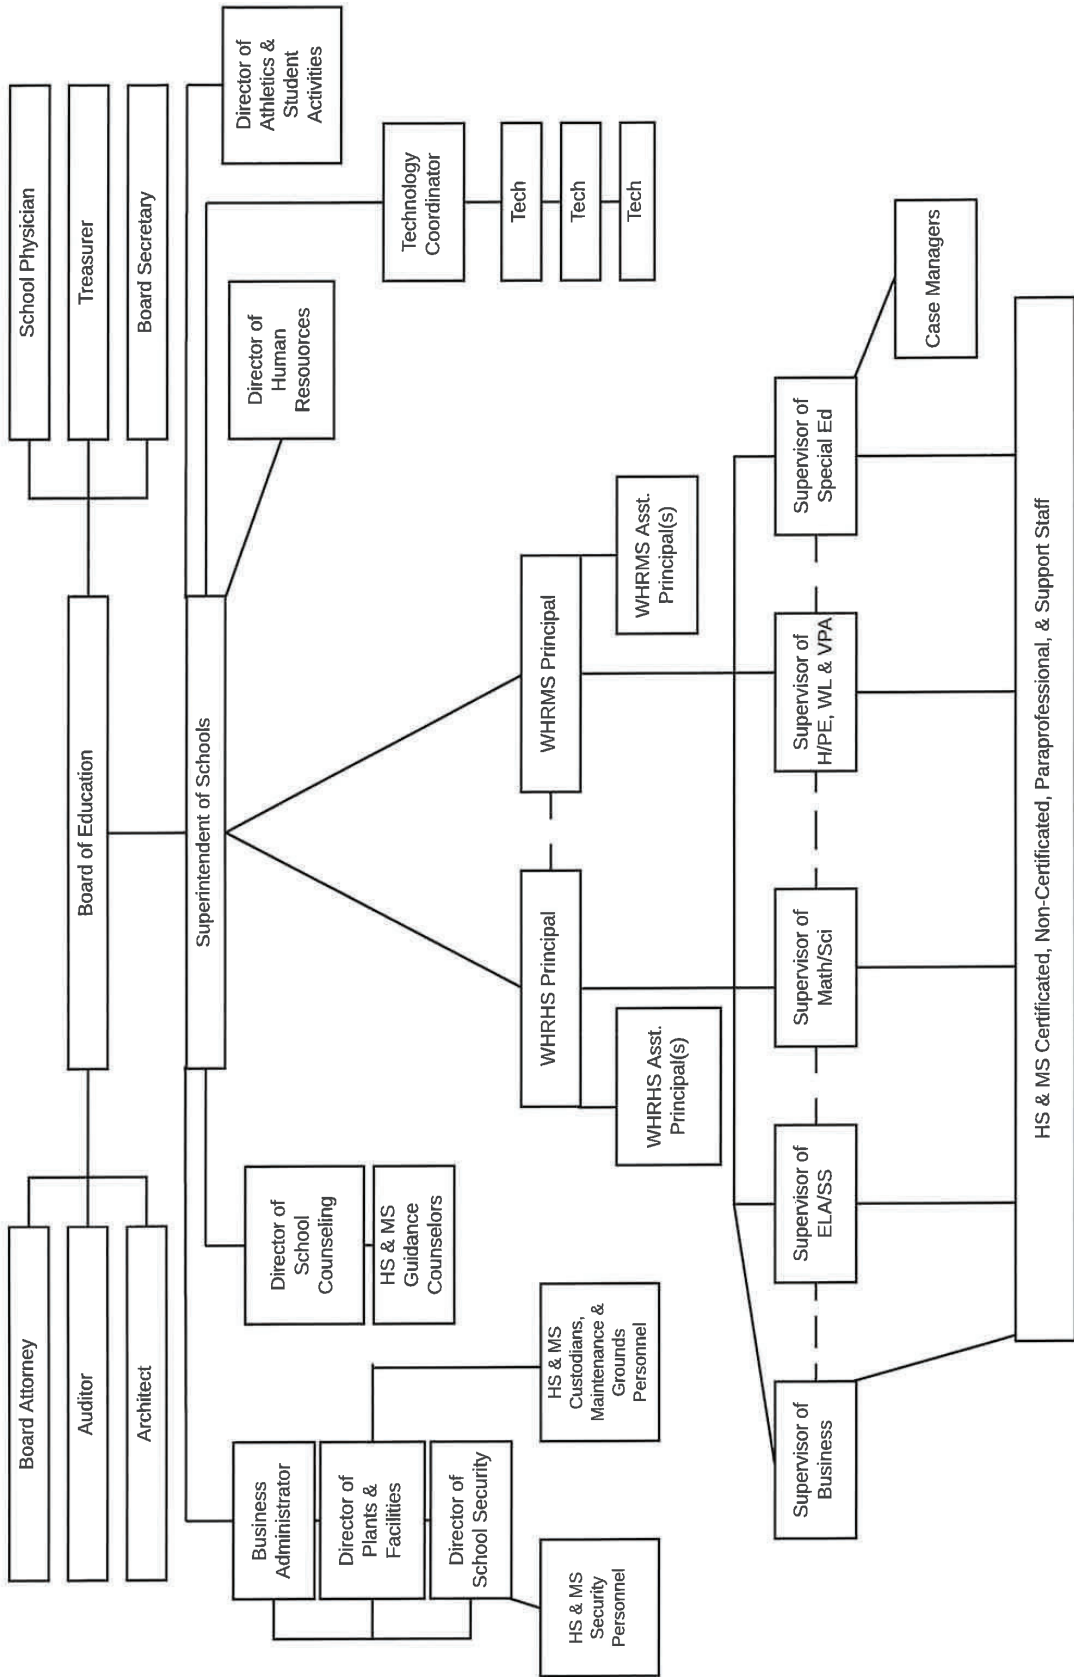 Board Attorney
Auditor
Architect
Board of Education
School Physician
Treasurer
Board Secretary
Superintendent of Schools
Director of
Athletics &
Student
Activities
Director of
Human
Resouorces
Technology
Coordinator
Tech
Tech
Tech
Director of
School
Counseling
HS & MS
Guidance
Counselors
Business
Administrator
Director of
Plants &
Facilities
Director of
School Security
HS & MS
Custodians,
Maintenance &
Grounds
Personnel
HS & MS
Security
Personnel
WHRHS Principal
WHRMS Principal
WHRHS Asst.
Principal(s)
WHRMS Asst.
Principal(s)
Supervisor of
Business
Supervisor of
ELA/SS
Supervisor of
Math/Sci
Supervisor of
H/PE, WL & VPA
Supervisor of
Special Ed
Case Managers
HS & MS Certificated, Non-Certificated, Paraprofessional, & Support Staff